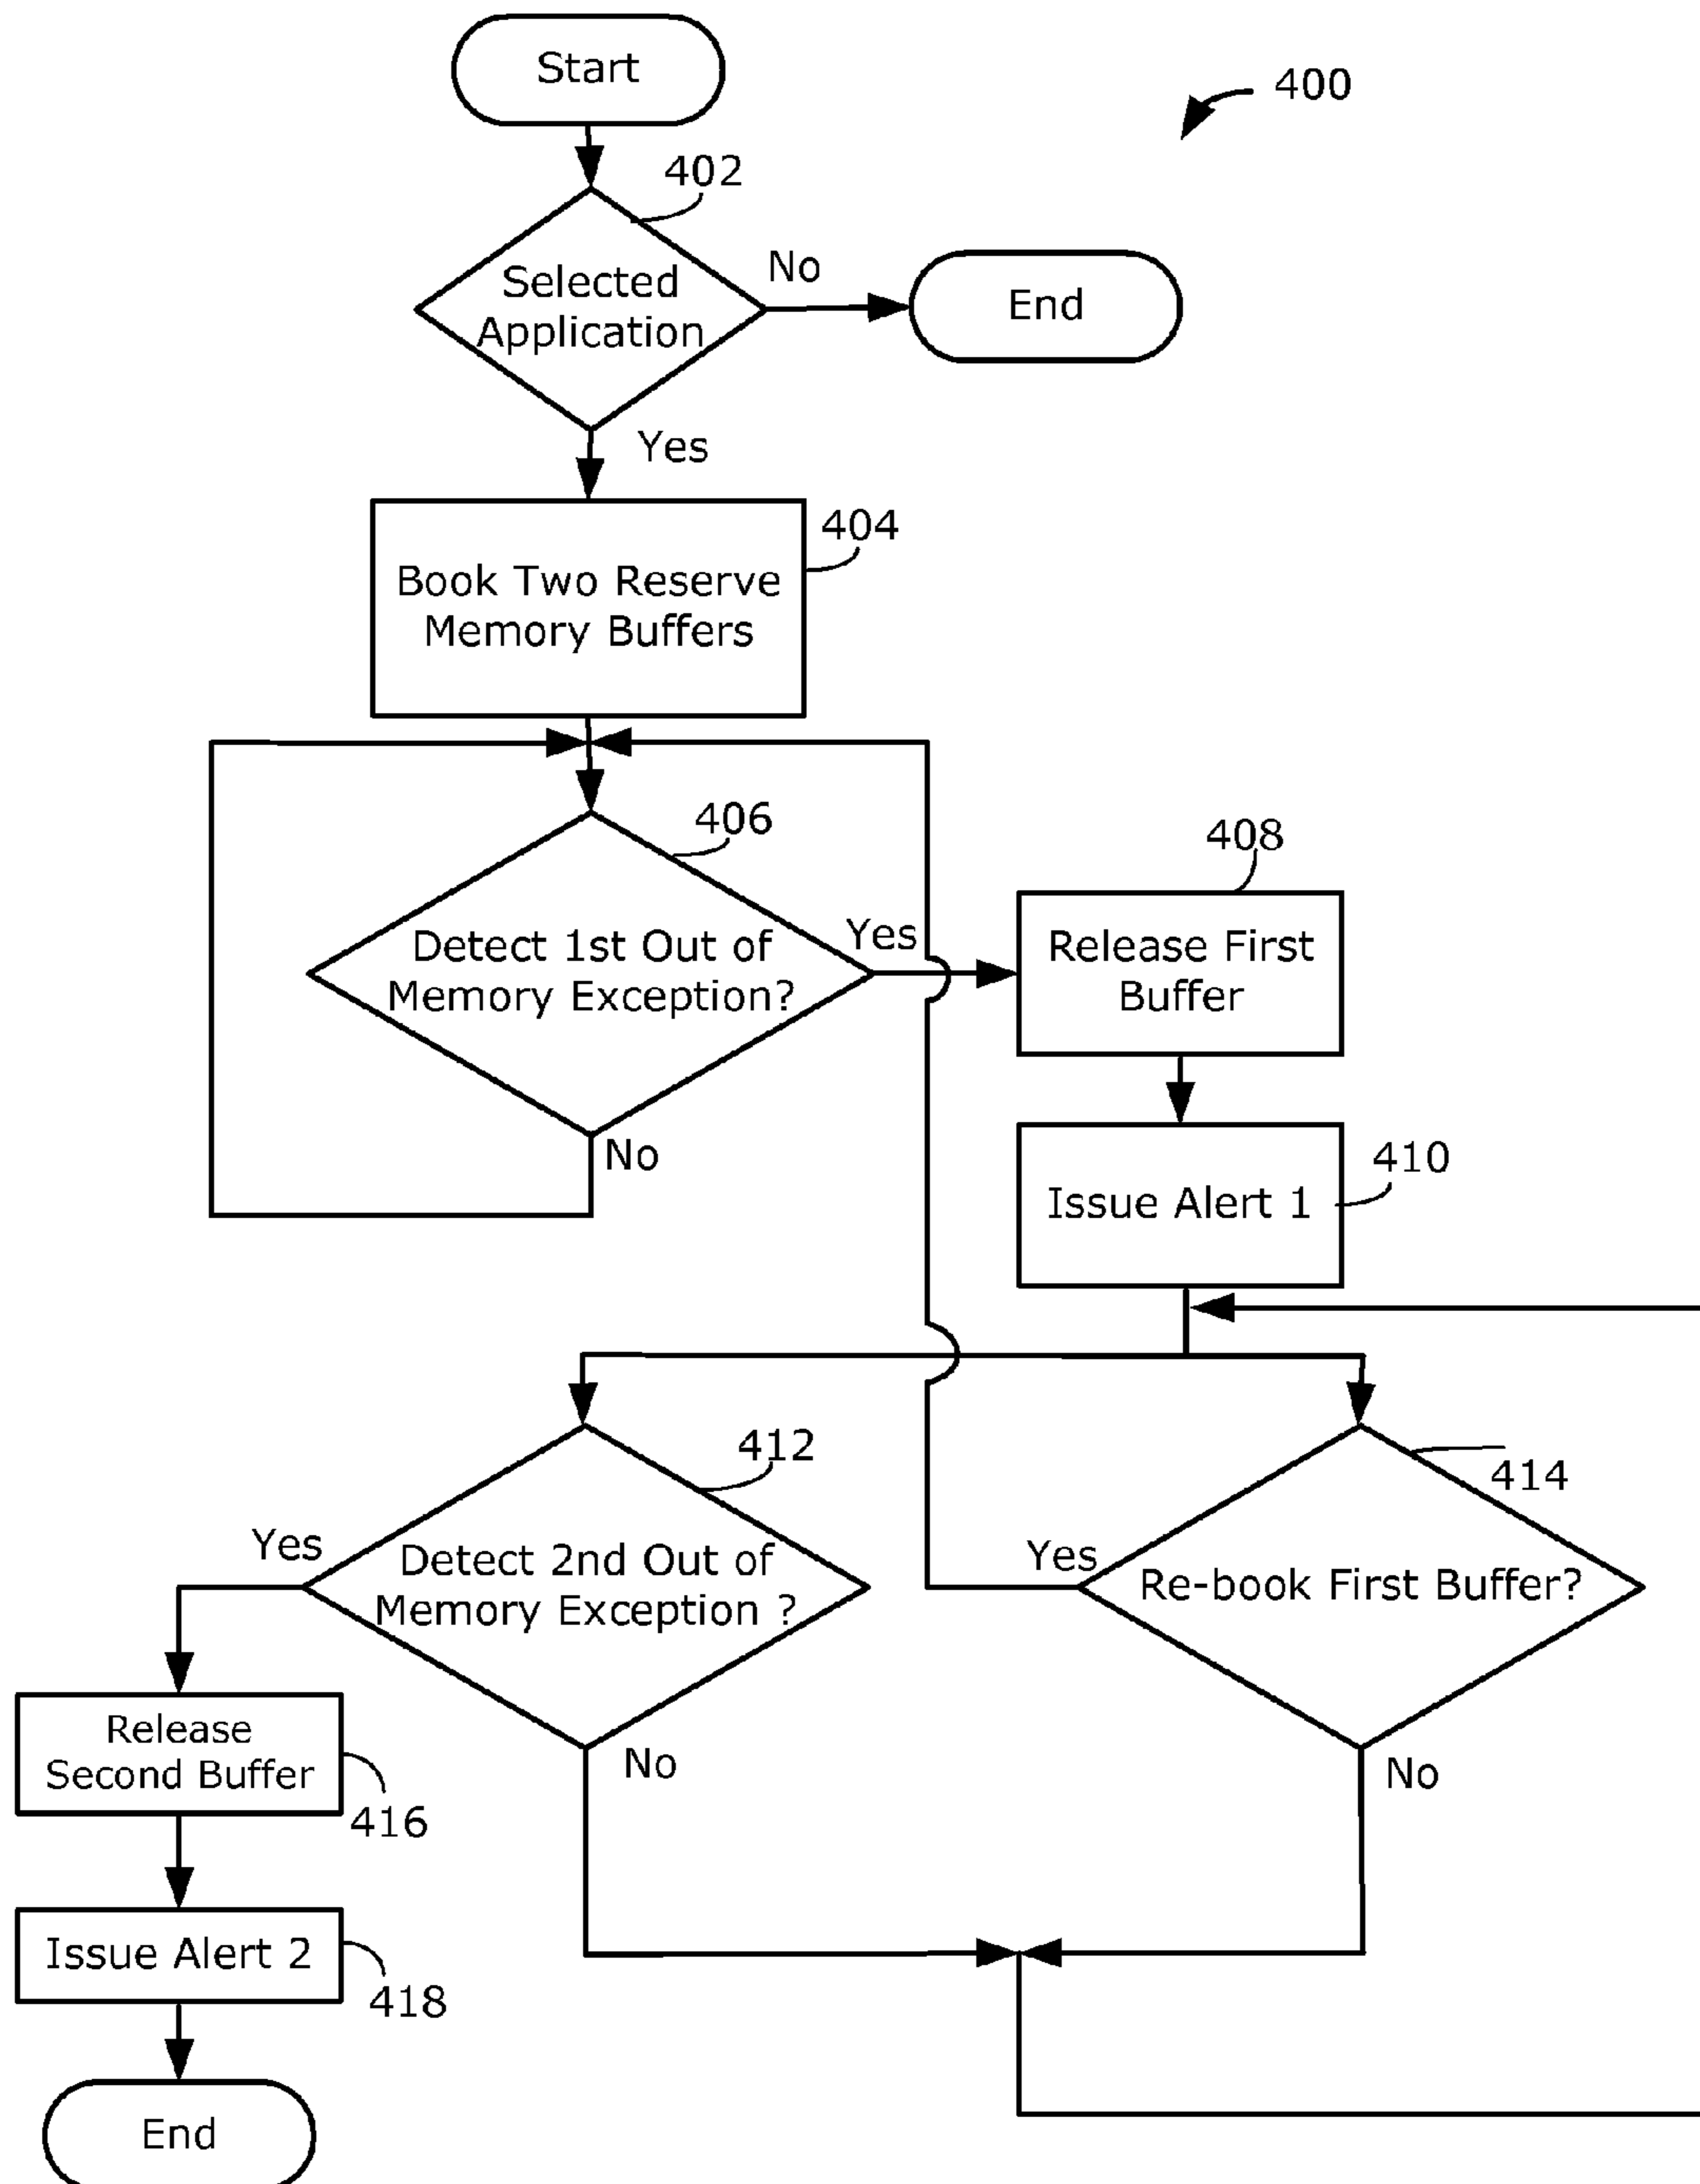 Start
400
402
Selected
Application
No
End
Yes
404
Book Two Reserve
Memory Buffers
406
408
Detect 1st Out of
Memory Exception?
Yes
Release First
Buffer
No
410
Issue Alert 1
412
414
Yes
Detect 2nd Out of
Memory Exception ?
Yes
Re-book First Buffer?
Release
Second Buffer
No
No
416
Issue Alert 2
418
End